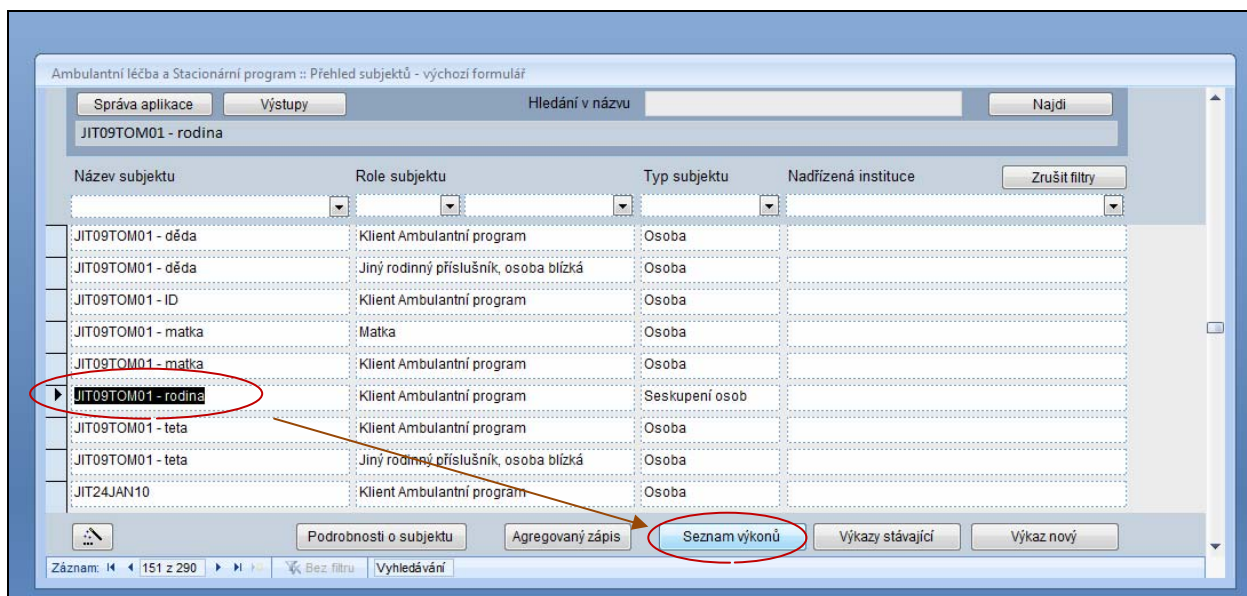 Ambulantní léčba a Stacionární program :: Přehled subjektů - výchozí formulář
Správa aplikace Výstupy Hledání v názvu Najdi
JIT09TOM01 - rodina
Název subjektu Role subjektu Typ subjektu Nadřízená instituce Zrušit filtry
JIT09TOM01 - děda Klient Ambulantní program Osoba
JIT09TOM01 - děda Jiný rodinný příslušník, osoba blízká Osoba
JIT09TOM01 - ID Klient Ambulantní program Osoba
JIT09TOM01 - matka Matka Osoba
JIT09TOM01 - matka Klient Ambulantní program Osoba
JIT09TOM01 - rodina Klient Ambulantní program Seskupení osob
JIT09TOM01 - teta Klient Ambulantní program Osoba
JIT09TOM01 - teta Jiný rodinný příslušník, osoba blízká Osoba
JIT24JAN10 Klient Ambulantní program Osoba
Podrobnosti o subjektu Agregovaný zápis Seznam výkonů Výkazy stávající Výkaz nový
Záznam: 151 z 290 Bez filtru Vyhledávání